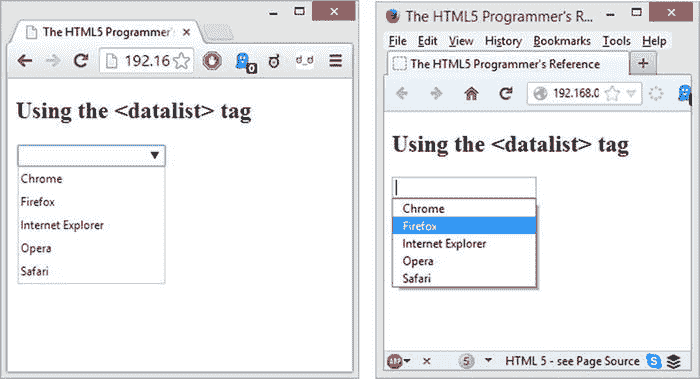 The HTML5 Programmer's
192.16
0
d_d
Using the <datalist> tag
Chrome
Firefox
Internet Explorer
Opera
Safari
The HTML5 Programmer's R...
File Edit View History Bookmarks Tools Help
The HTML5 Programmer's Reference
192.168.0
Using the <datalist> tag
Chrome
Firefox
Internet Explorer
Opera
Safari
ABP 5 HTML 5 - see Page Source